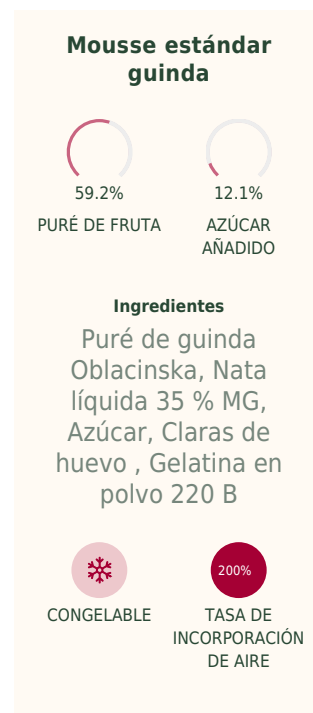 Mousse estándar
guinda
59.2%
12.1%
PURÉ DE FRUTA
AZÚCAR
AÑADIDO
Ingredientes
Puré de guinda
Oblacinska, Nata
líquida 35 % MG,
Azúcar, Claras de
huevo , Gelatina en
polvo 220 B
200%
CONGELABLE
TASA DE
INCORPORACIÓN
DE AIRE